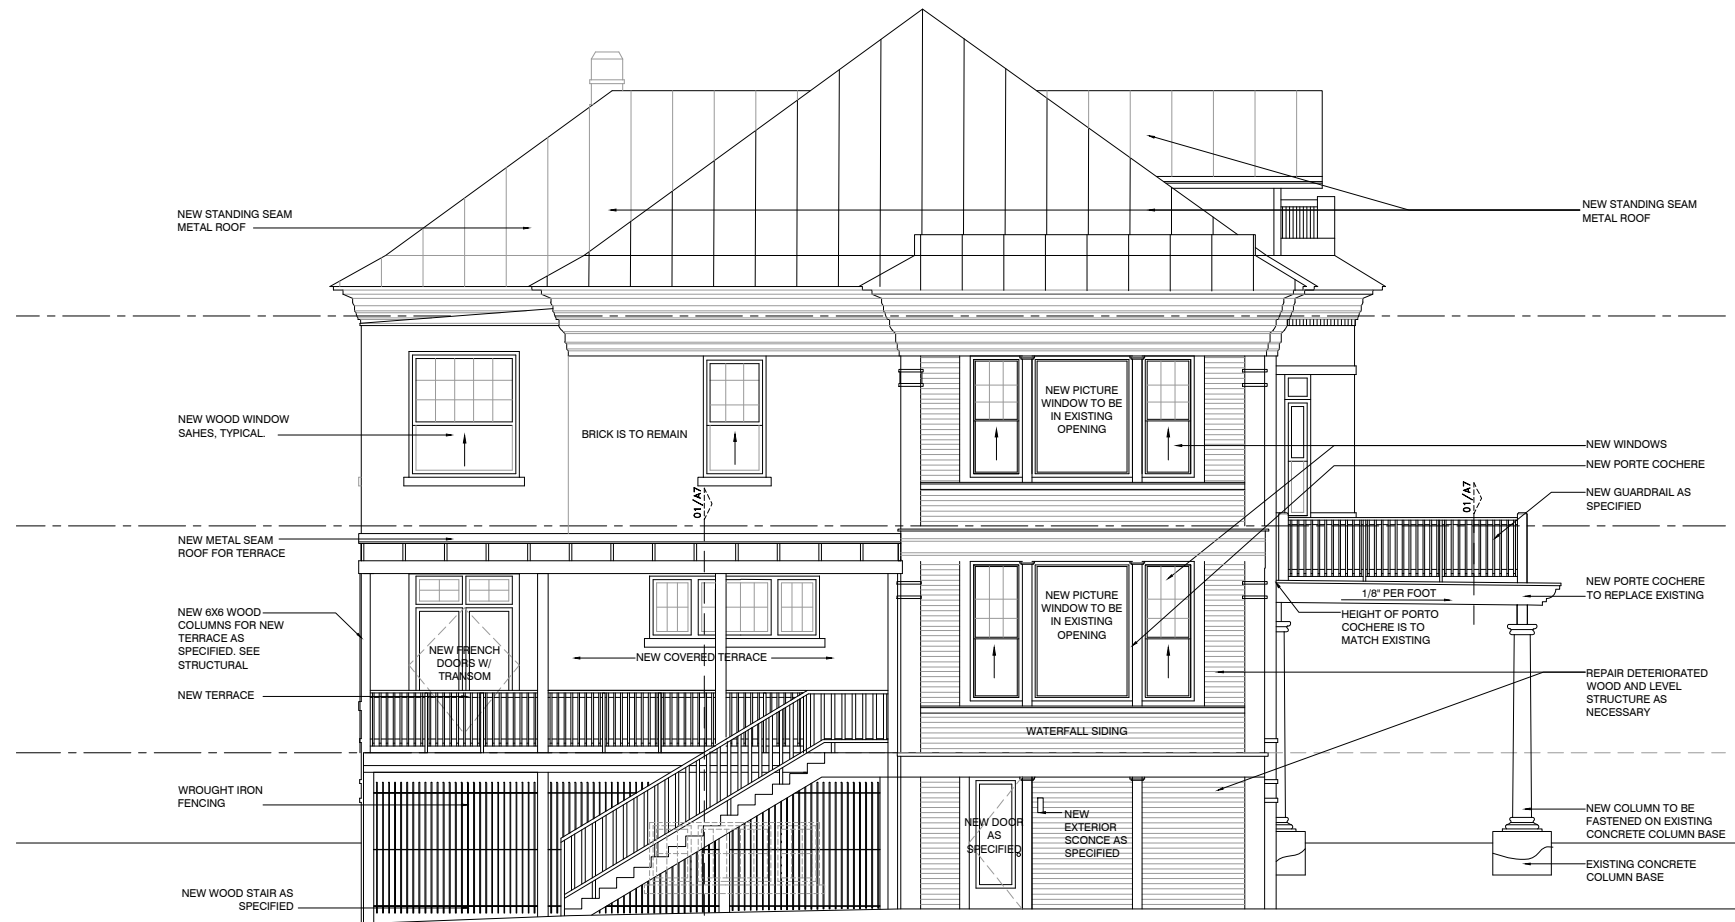 NEW STANDING SEAM
METAL ROOF
NEW STANDING SEAM
METAL ROOF
NEW WOOD WINDOW
SAHES, TYPICAL.
BRICK IS TO REMAIN
NEW PICTURE
WINDOW TO BE
IN EXISTING
OPENING
NEW WINDOWS
NEW PORTE COCHERE
NEW GUARDRAIL AS
SPECIFIED
01/A7
01/A7
NEW METAL SEAM
ROOF FOR TERRACE
NEW 6X6 WOOD
COLUMNS FOR NEW
TERRACE AS
SPECIFIED. SEE
STRUCTURAL
NEW FRENCH
DOORS W/
TRANSOM
NEW COVERED TERRACE
NEW PICTURE
WINDOW TO BE
IN EXISTING
OPENING
1/8" PER FOOT
NEW PORTE COCHERE
TO REPLACE EXISTING
HEIGHT OF PORTO
COCHERE IS TO
MATCH EXISTING
NEW TERRACE
REPAIR DETERIORATED
WOOD AND LEVEL
STRUCTURE AS
NECESSARY
WATERFALL SIDING
WROUGHT IRON
FENCING
NEW DOOR
AS
SPECIFIED
NEW
EXTERIOR
SCONCE AS
SPECIFIED
NEW COLUMN TO BE
FASTENED ON EXISTING
CONCRETE COLUMN BASE
EXISTING CONCRETE
COLUMN BASE
NEW WOOD STAIR AS
SPECIFIED